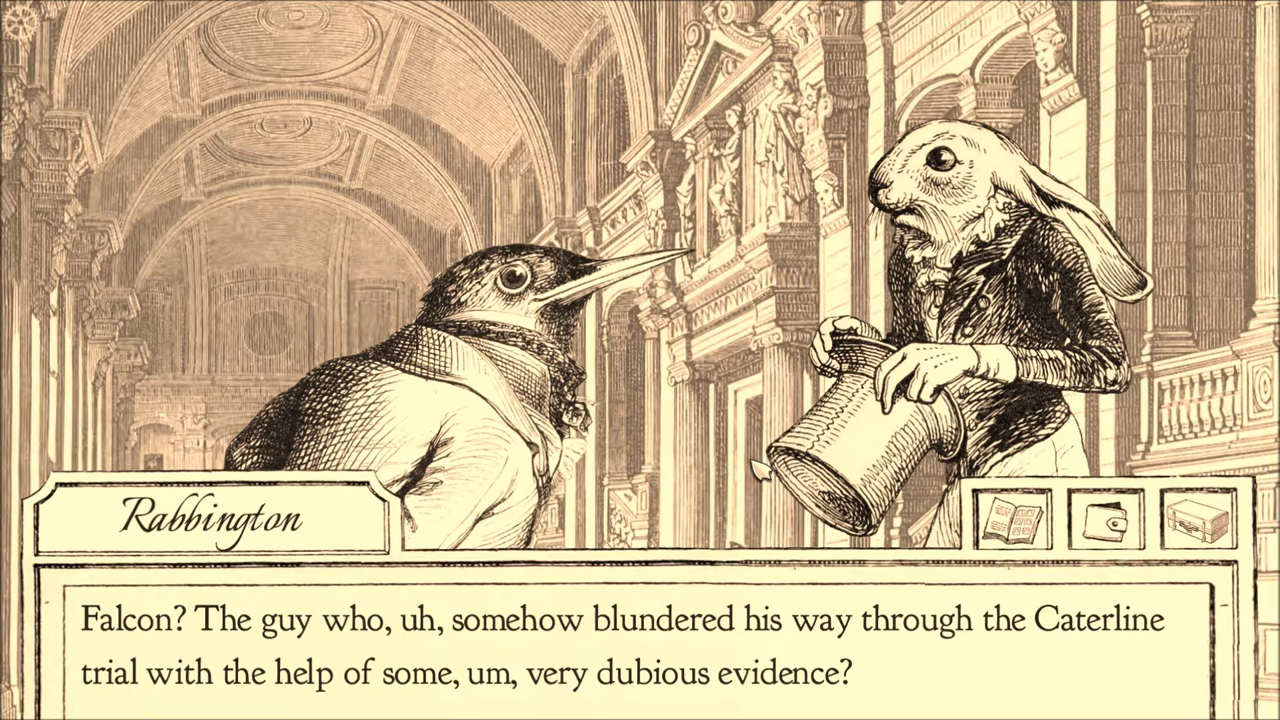 Rabbington
Falcon? The guy who, uh, somehow blundered his way through the Caterline
trial with the help of some, um, very dubious evidence?